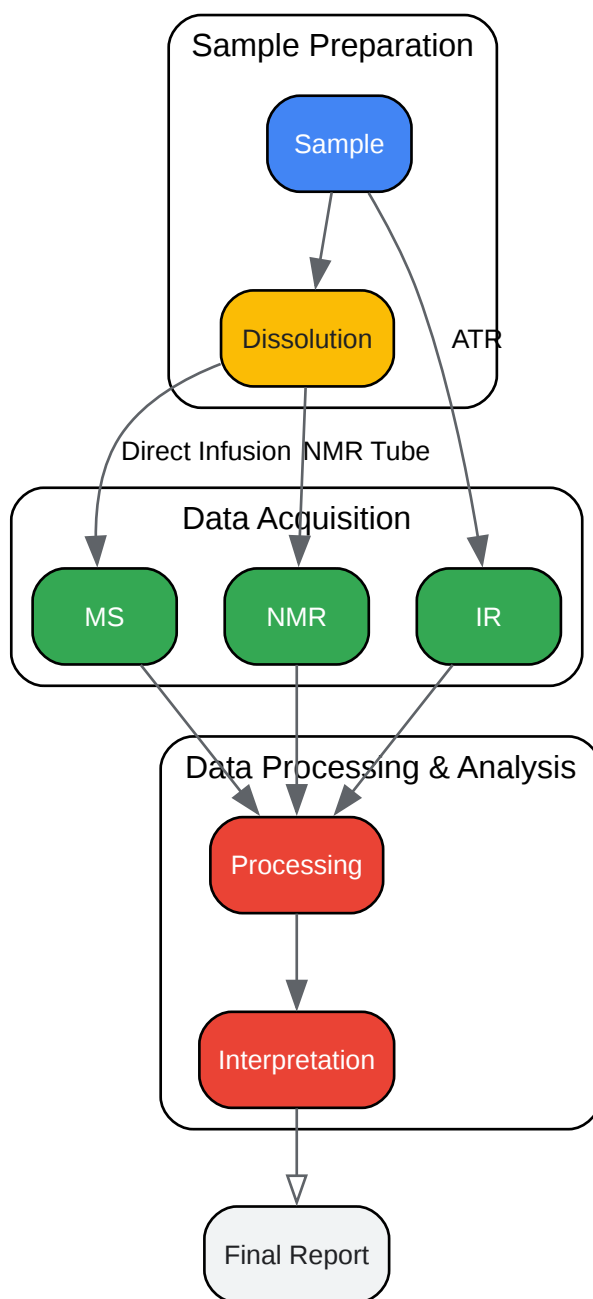 Sample Preparation
Sample
Dissolution
ATR
Direct Infusion
NMR Tube
Data Acquisition
MS
NMR
IR
Data Processing & Analysis
Processing
Interpretation
Final Report